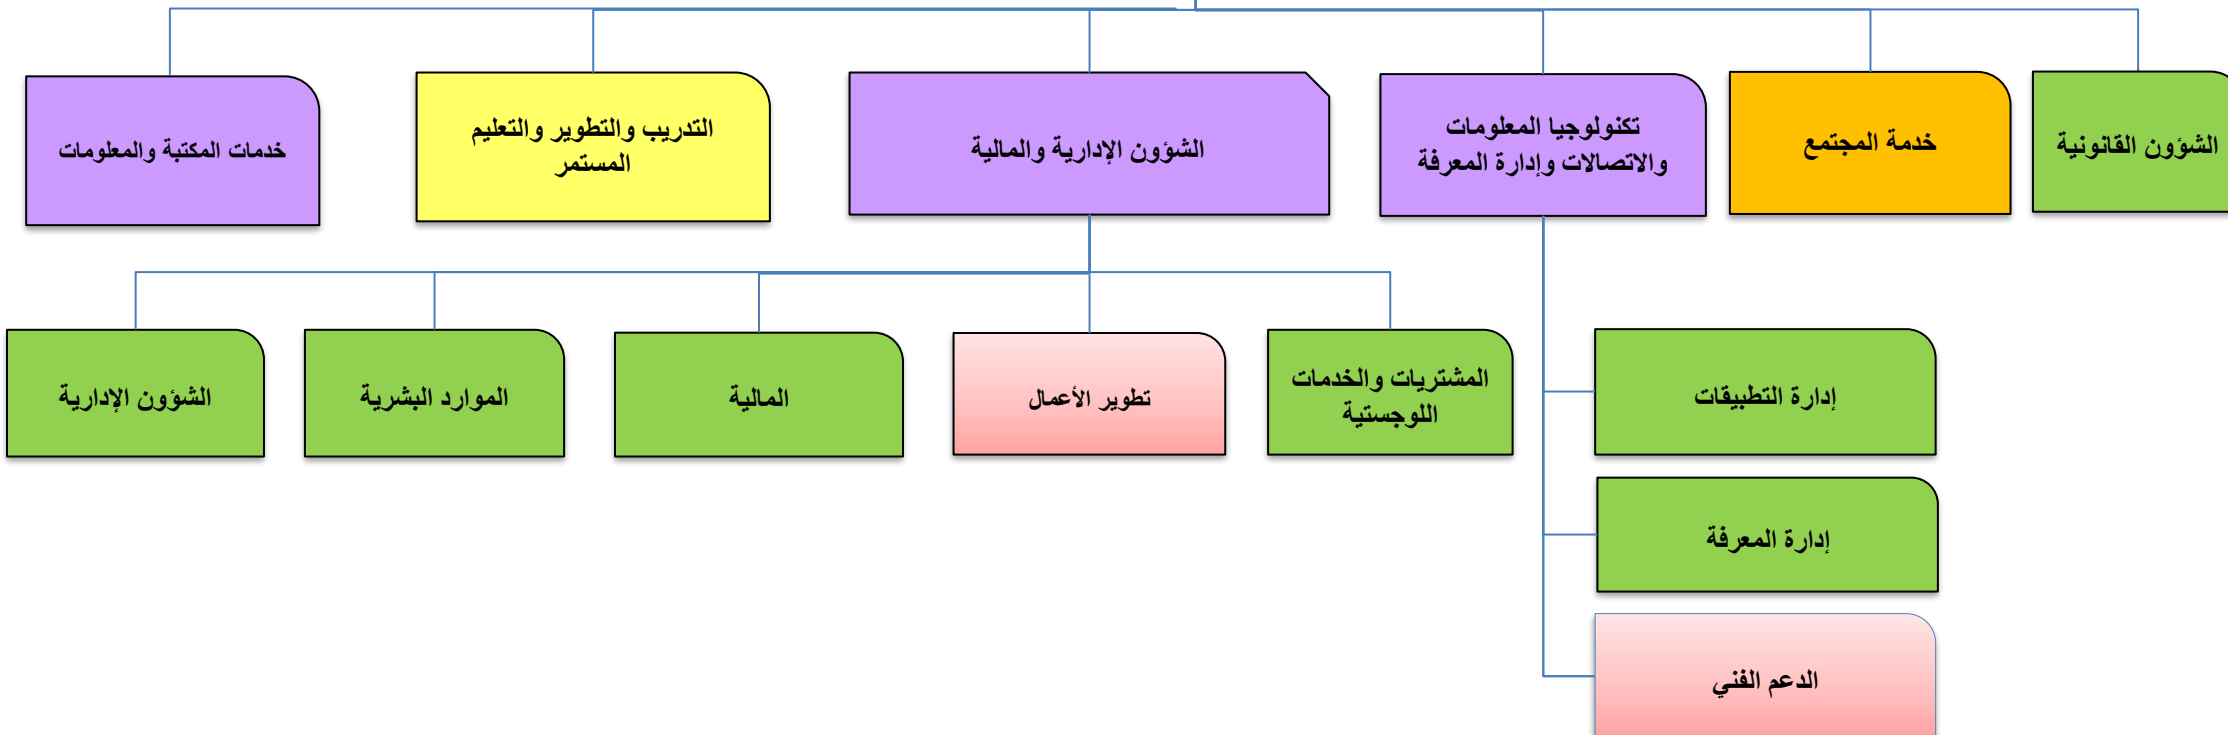 الشؤون القانونية
خدمة المجتمع
تكنولوجيا المعلومات
والاتصالات وإدارة المعرفة
الشؤون الإدارية والمالية
التدريب والتطوير والتعليم
المستمر
خدمات المكتبة والمعلومات
إدارة التطبيقات
المشتريات والخدمات
اللوجستية
تطوير الأعمال
المالية
الموارد البشرية
الشؤون الإدارية
إدارة المعرفة
الدعم الفني